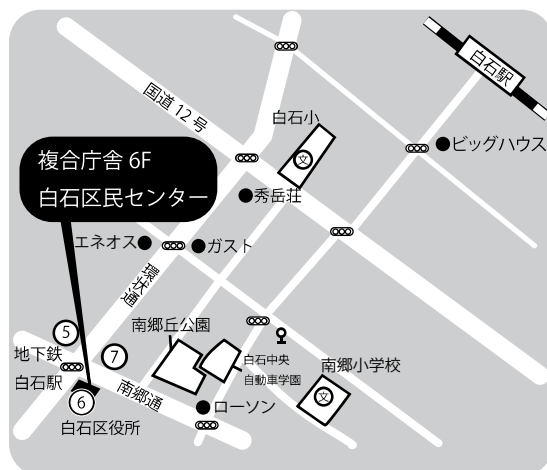 白石駅
国道12号
白石小
文
ビッグハウス
複合庁舎 6F
白石区民センター
秀岳荘
エネオス
ガスト
環状通
南郷丘公園
5
7
地下鉄
白石駅
6
白石区役所
南郷通
白石中央
自動車学園
南郷小学校
文
ローソン